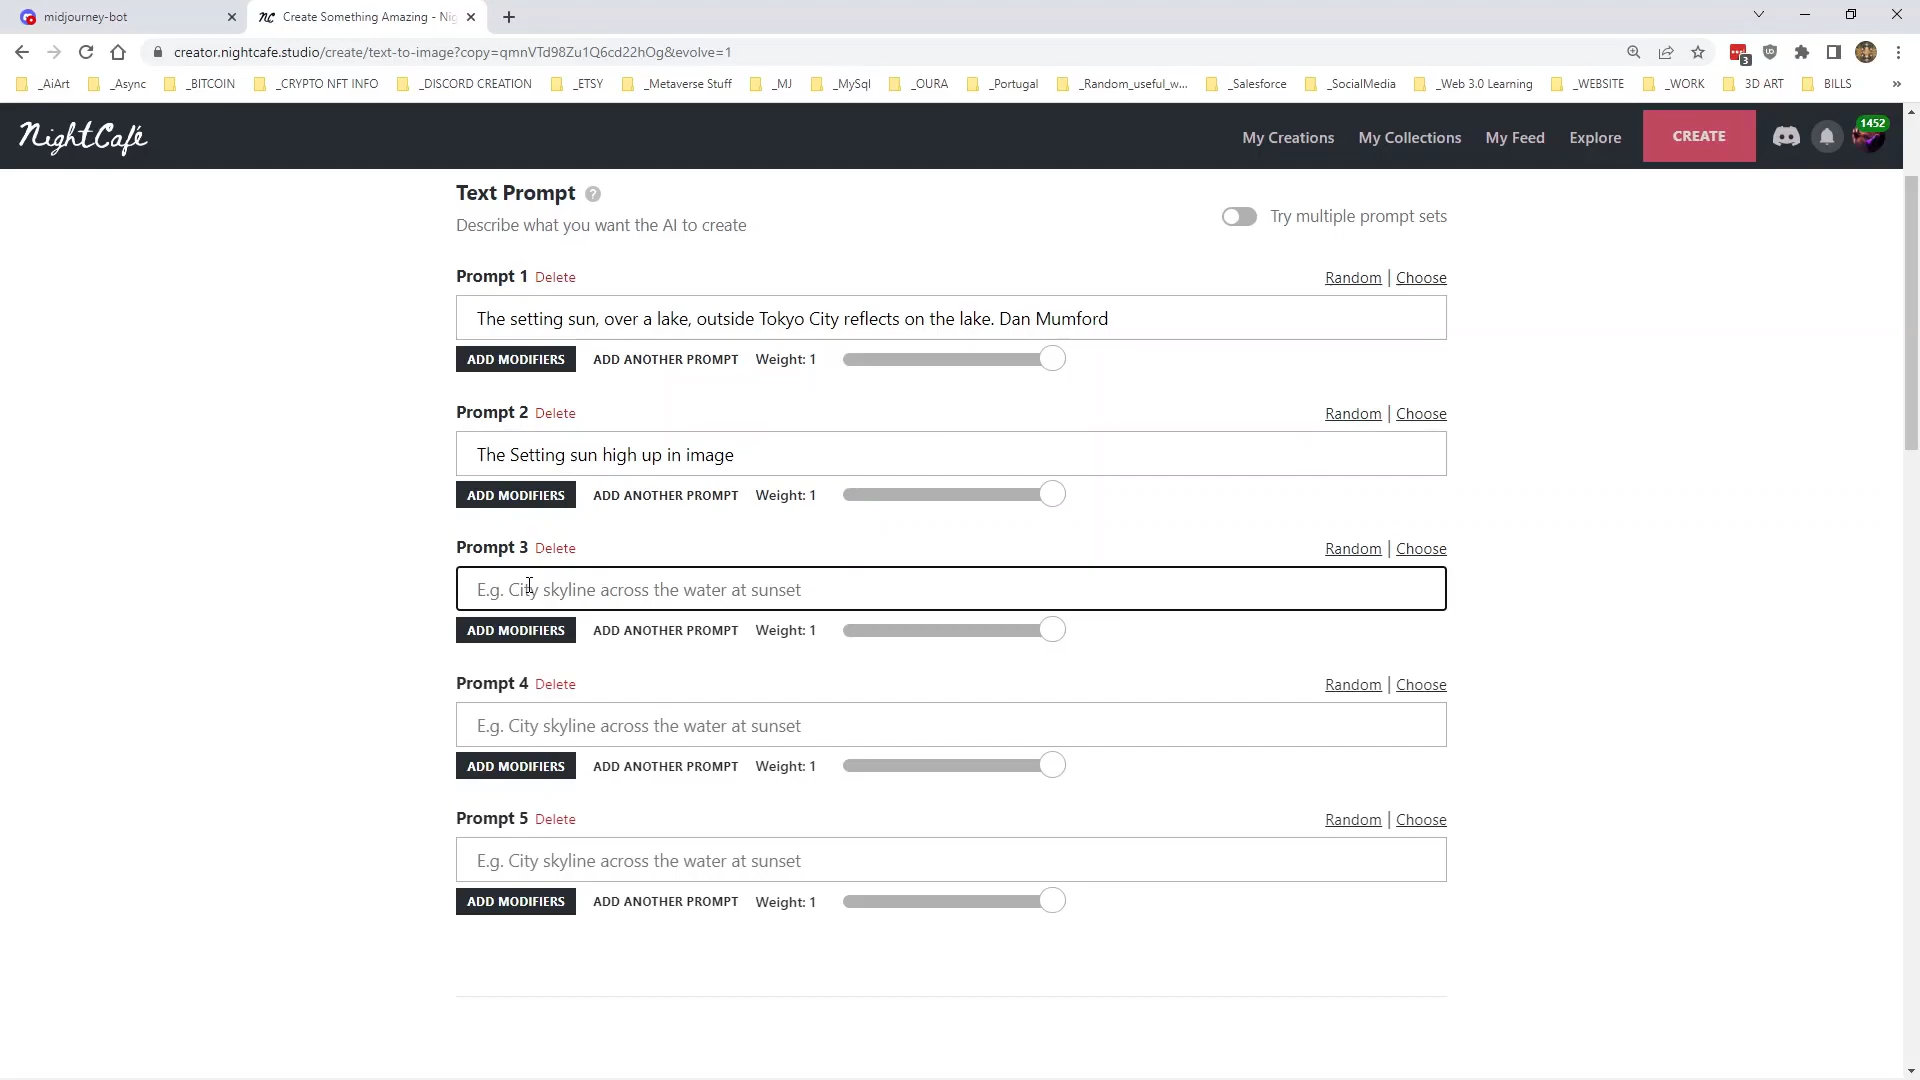 midjourney-bot
Create Something Amazing - Nig
creator.nightcafe.studio/create/text-to-image?copy=qmnVTd98Zu1Q6cd22hOg&evolve=1
3
_AiArt _Async _BITCOIN _CRYPTO NFT INFO _DISCORD CREATION _ETSY _Metaverse Stuff _MJ _MySql _OURA _Portugal _Random_useful_w... _Salesforce _SocialMedia _Web 3.0 Learning _WEBSITE _WORK 3D ART BILLS »
NightCafé My Creations My Collections My Feed Explore CREATE 1452
Text Prompt ?
Describe what you want the AI to create
Try multiple prompt sets
Prompt 1 Delete Random | Choose
The setting sun, over a lake, outside Tokyo City reflects on the lake. Dan Mumford
ADD MODIFIERS ADD ANOTHER PROMPT Weight: 1
Prompt 2 Delete Random | Choose
The Setting sun high up in image
ADD MODIFIERS ADD ANOTHER PROMPT Weight: 1
Prompt 3 Delete Random | Choose
E.g. City skyline across the water at sunset
ADD MODIFIERS ADD ANOTHER PROMPT Weight: 1
Prompt 4 Delete Random | Choose
E.g. City skyline across the water at sunset
ADD MODIFIERS ADD ANOTHER PROMPT Weight: 1
Prompt 5 Delete Random | Choose
E.g. City skyline across the water at sunset
ADD MODIFIERS ADD ANOTHER PROMPT Weight: 1